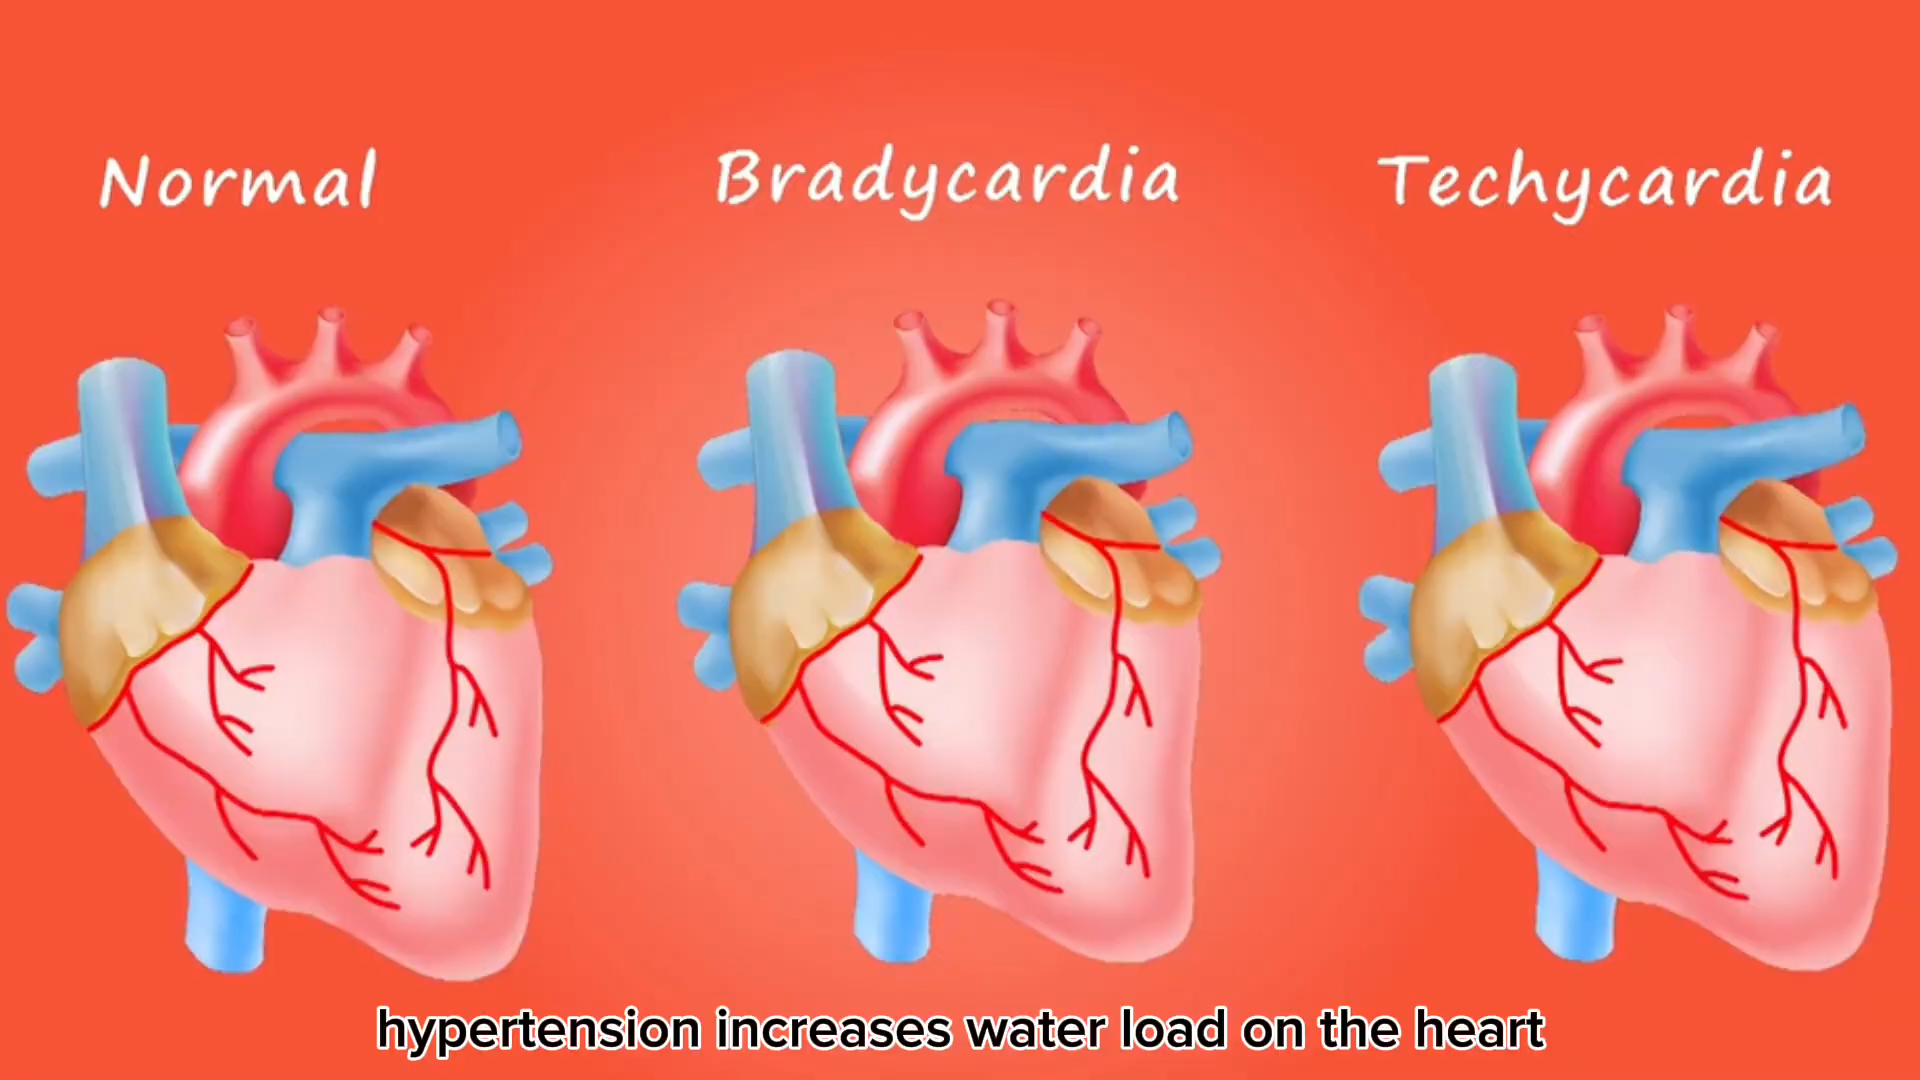 Normal
Bradycardia
Techycardia
hypertension increases water load on the heart